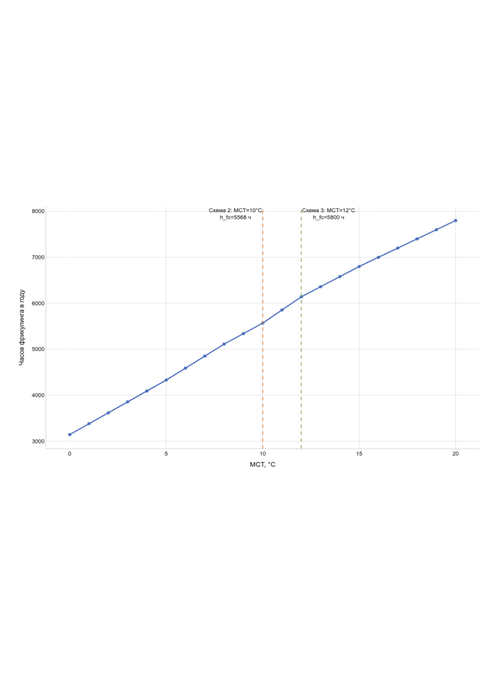 Схема 2: МСТ=10°C
h_fc=5568 ч
Схема 3: МСТ=12°C
h_fc=5800 ч
8000
7000
6000
5000
4000
3000
Часов фрикулинга в году
0 5 10 15 20
МСТ, °C